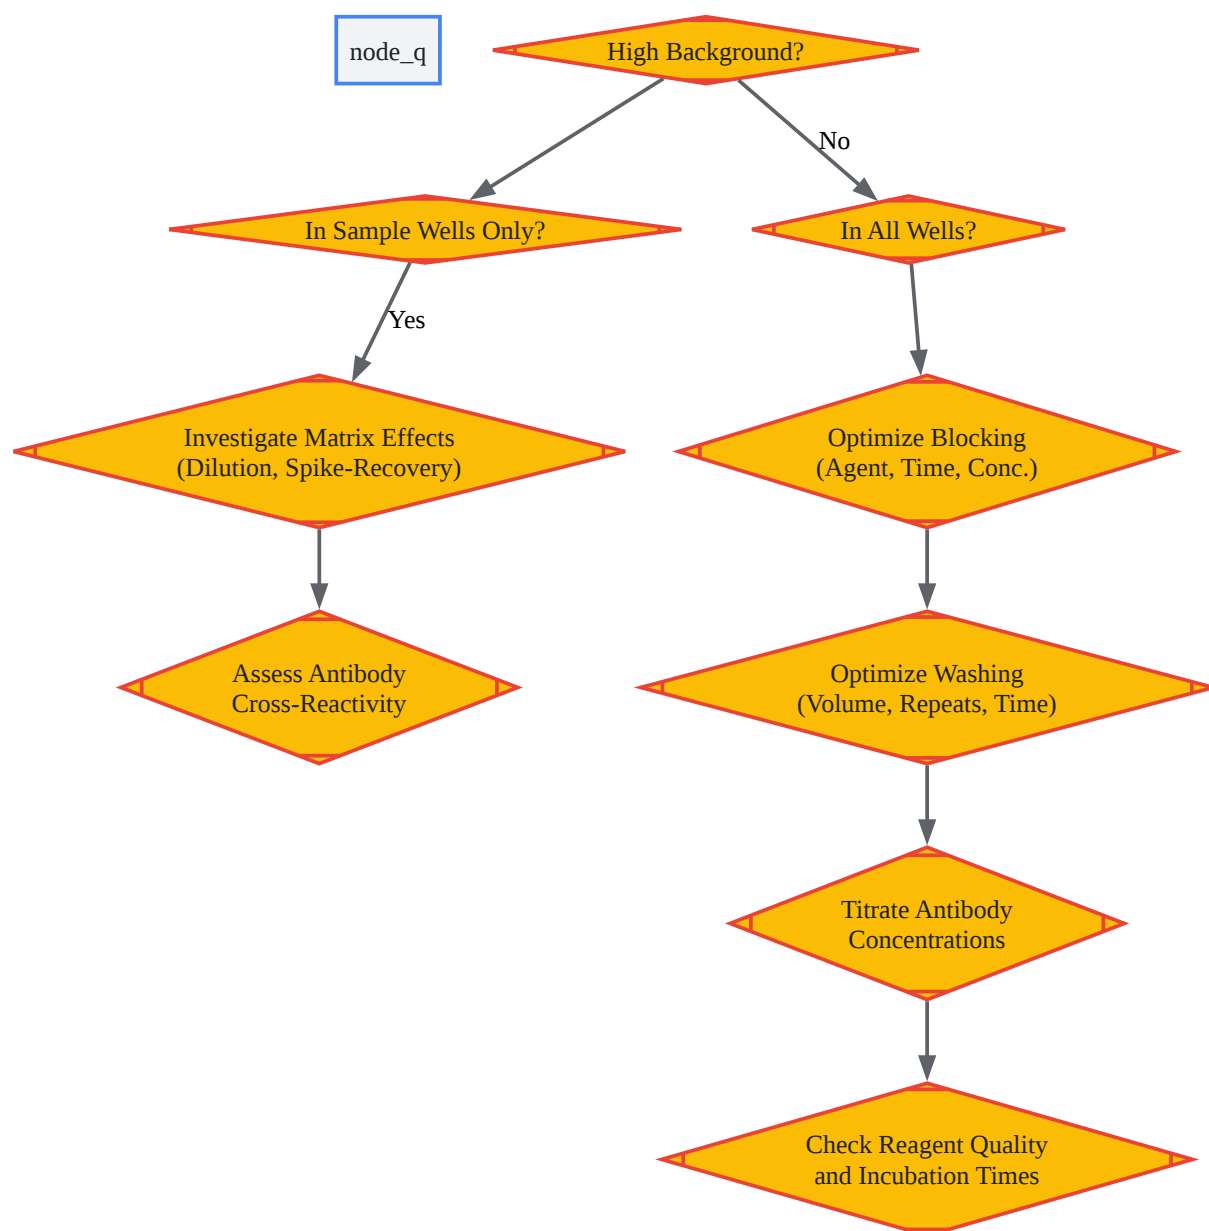 node_q
High Background?
No
In Sample Wells Only?
In All Wells?
Yes
Investigate Matrix Effects
(Dilution, Spike-Recovery)
Optimize Blocking
(Agent, Time, Conc.)
Assess Antibody
Cross-Reactivity
Optimize Washing
(Volume, Repeats, Time)
Titrate Antibody
Concentrations
Check Reagent Quality
and Incubation Times